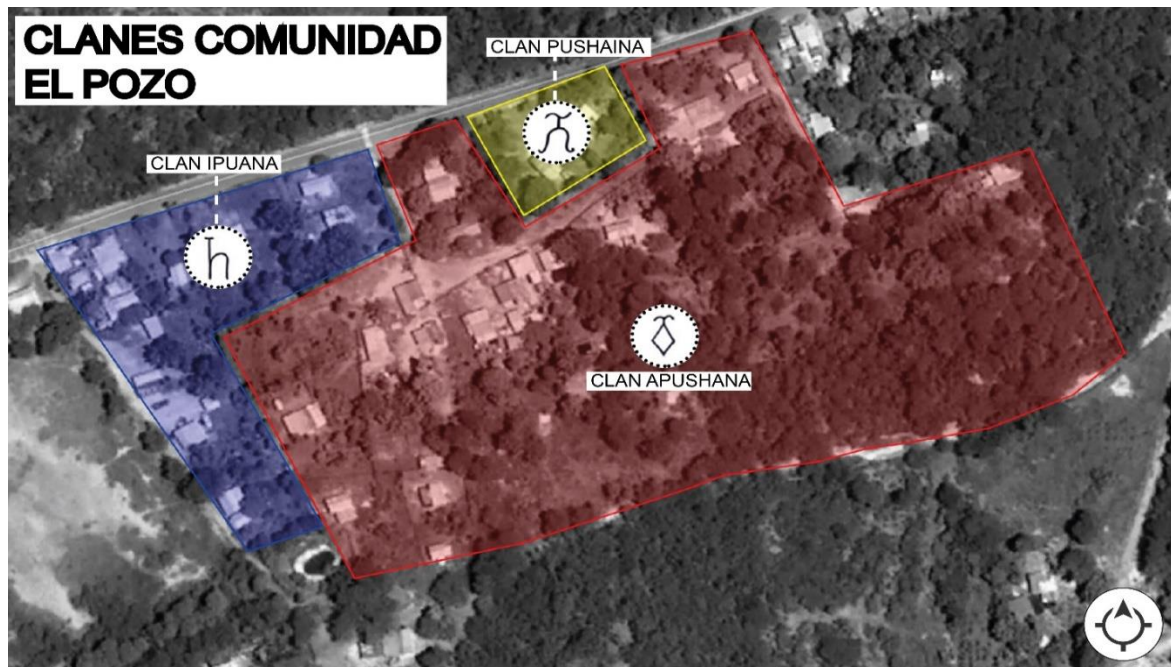 CLANES COMUNIDAD
EL POZO
CLAN PUSHAINA
CLAN IPUANA
CLAN APUSHANA